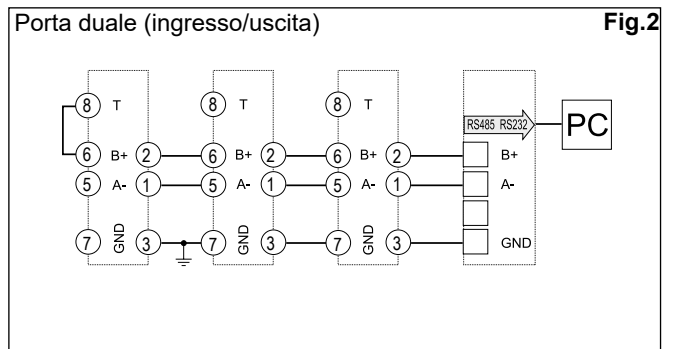 Porta duale (ingresso/uscita) Fig.2
8 T 8 T 8 T
RS485 RS232 PC
6 B+ 2 6 B+ 2 6 B+ 2 B+
5 A- 1 5 A- 1 5 A- 1 A-
7 GND 3 7 GND 3 7 GND 3 GND